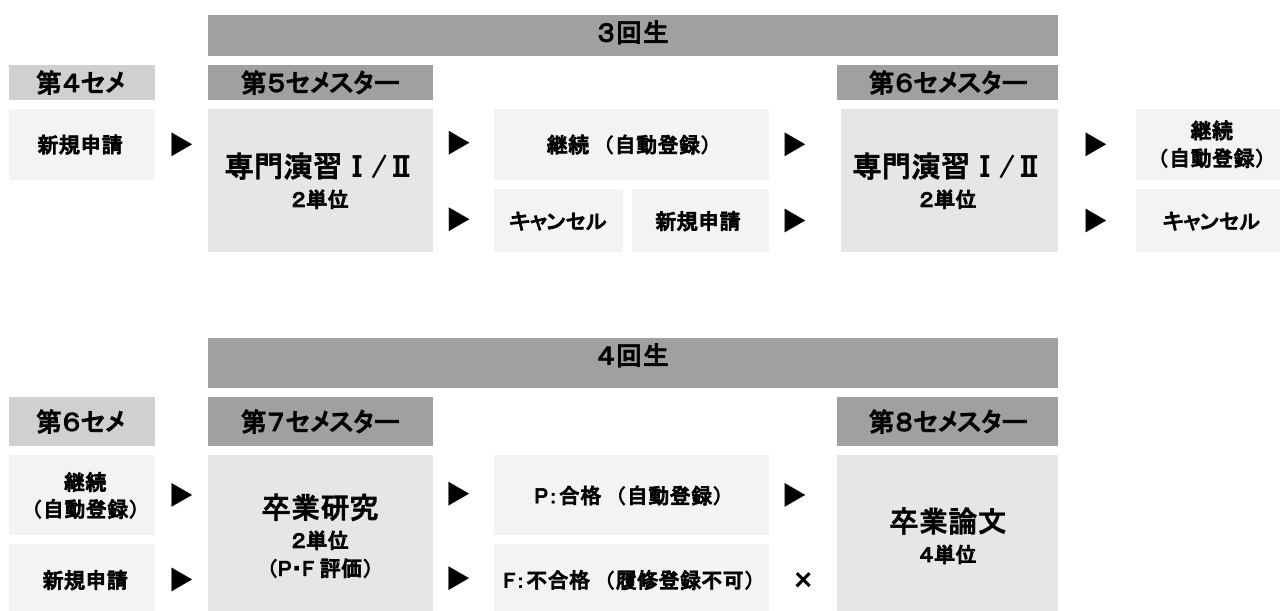 3回生
第4セメ
第5セメスター
第6セメスター
新規申請
▶
専門演習Ⅰ/Ⅱ
2単位
▶
継続 (自動登録)
▶
専門演習Ⅰ/Ⅱ
2単位
▶
継続
(自動登録)
▶
キャンセル
新規申請
▶
▶
キャンセル
4回生
第6セメ
第7セメスター
第8セメスター
継続
(自動登録)
▶
卒業研究
2単位
(P・F 評価)
▶
P:合格 (自動登録)
▶
卒業論文
4単位
新規申請
▶
▶
F:不合格 (履修登録不可)
×